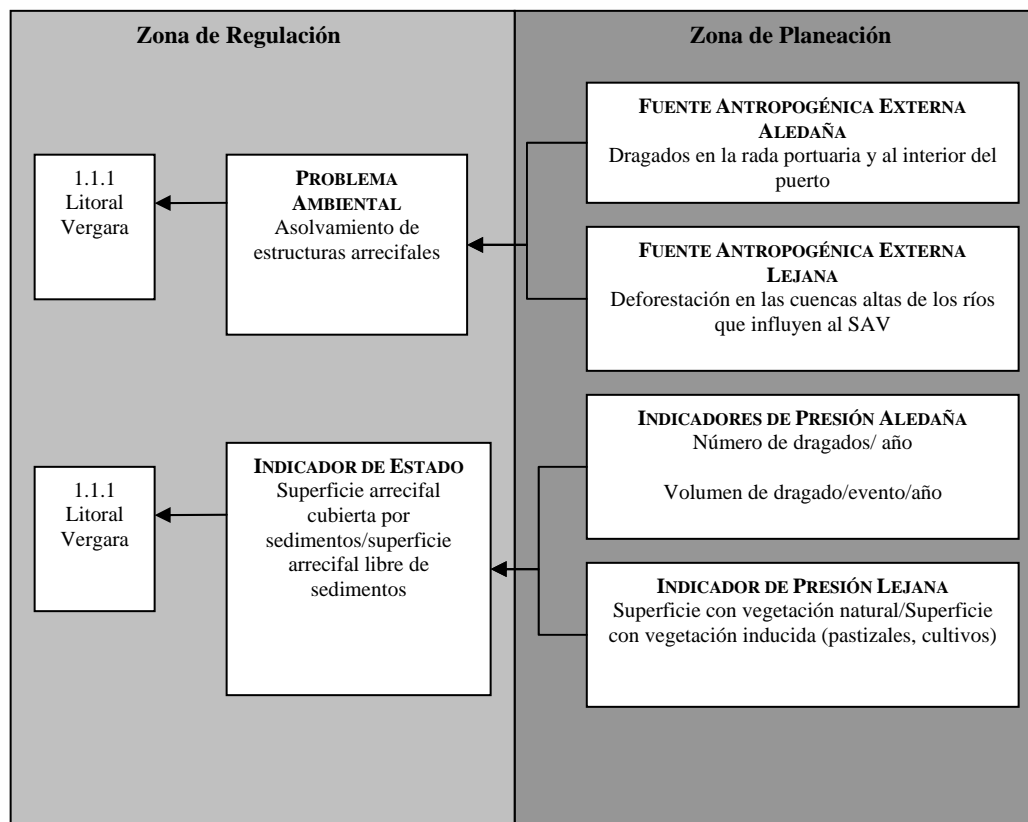 Zona de Regulación
Zona de Planeación
FUENTE ANTROPOGÉNICA EXTERNA
ALEDAÑA
Dragados en la rada portuaria y al interior del
puerto
1.1.1
Litoral
Vergara
PROBLEMA
AMBIENTAL
Asolvamiento de
estructuras arrecifales
FUENTE ANTROPOGÉNICA EXTERNA
LEJANA
Deforestación en las cuencas altas de los ríos
que influyen al SAV
INDICADORES DE PRESIÓN ALEDAÑA
Número de dragados/ año
Volumen de dragado/evento/año
1.1.1
Litoral
Vergara
INDICADOR DE ESTADO
Superficie arrecifal
cubierta por
sedimentos/superficie
arrecifal libre de
sedimentos
INDICADOR DE PRESIÓN LEJANA
Superficie con vegetación natural/Superficie
con vegetación inducida (pastizales, cultivos)